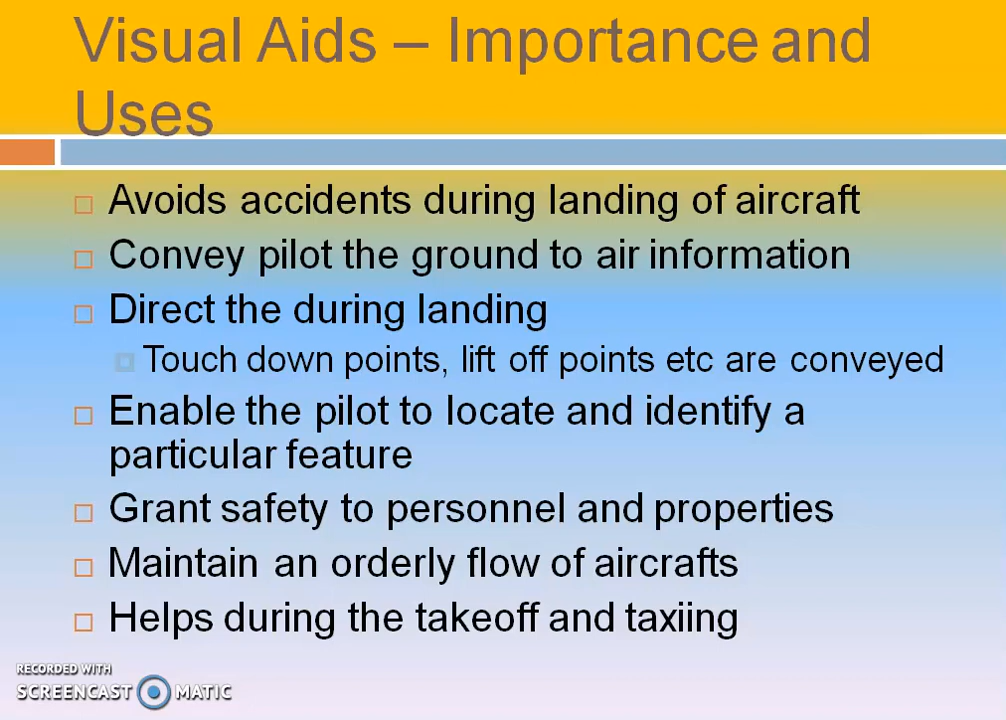 Visual Aids – Importance and
Uses
Avoids accidents during landing of aircraft
Convey pilot the ground to air information
Direct the during landing
Touch down points, lift off points etc are conveyed
Enable the pilot to locate and identify a
particular feature
Grant safety to personnel and properties
Maintain an orderly flow of aircrafts
Helps during the takeoff and taxiing
RECORDED WITH
SCREENCAST MATIC